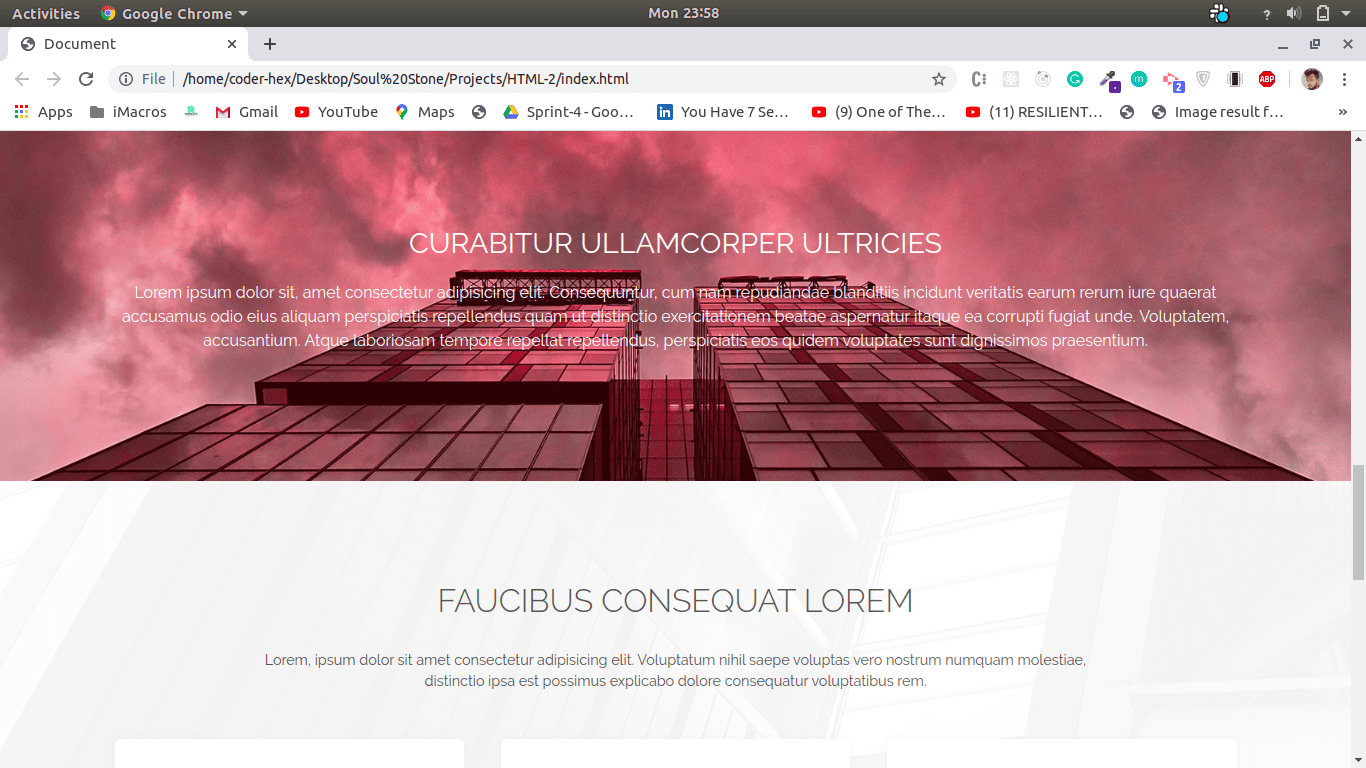 Activities Google Chrome Mon 23:58 ?
Document
File /home/coder-hex/Desktop/Soul%20Stone/Projects/HTML-2/index.html 2 ABP
Apps iMacros Gmail YouTube Maps Sprint-4 - Goo… You Have 7 Se… (9) One of The… (11) RESILIENT… Image result f… »
CURABITUR ULLAMCORPER ULTRICIES
Lorem ipsum dolor sit, amet consectetur adipisicing elit. Consequuntur, cum nam repudiandae blanditiis incidunt veritatis earum rerum iure quaerat
accusamus odio eius aliquam perspiciatis repellendus quam ut distinctio exercitationem beatae aspernatur itaque ea corrupti fugiat unde. Voluptatem,
accusantium. Atque laboriosam tempore repellat repellendus, perspiciatis eos quidem voluptates sunt dignissimos praesentium.
FAUCIBUS CONSEQUAT LOREM
Lorem, ipsum dolor sit amet consectetur adipisicing elit. Voluptatum nihil saepe voluptas vero nostrum numquam molestiae,
distinctio ipsa est possimus explicabo dolore consequatur voluptatibus rem.